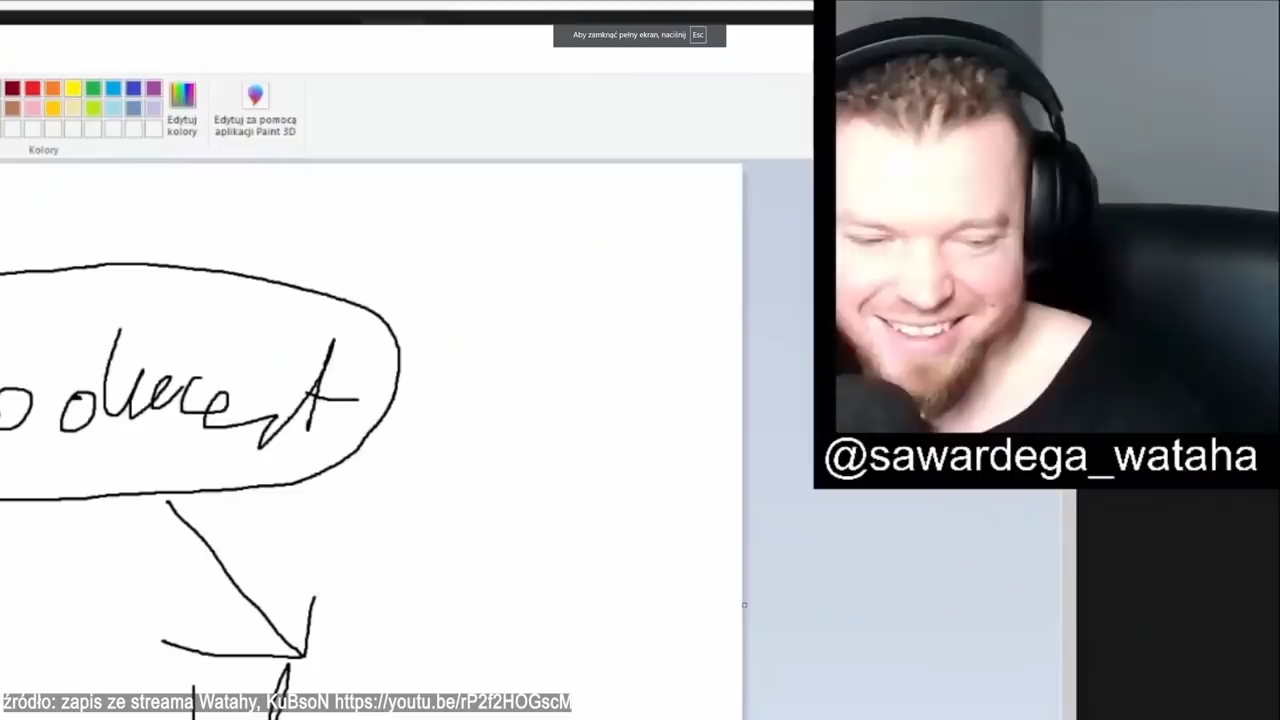 Aby zamknąć pełny ekran, naciśnij Esc
Edytuj kolory
Edytuj za pomocą aplikacji Paint 3D
Kolory
@sawardega_wataha
źródło: zapis ze streama Watahy, KuBsoN https://youtu.be/rP2f2HOGscM